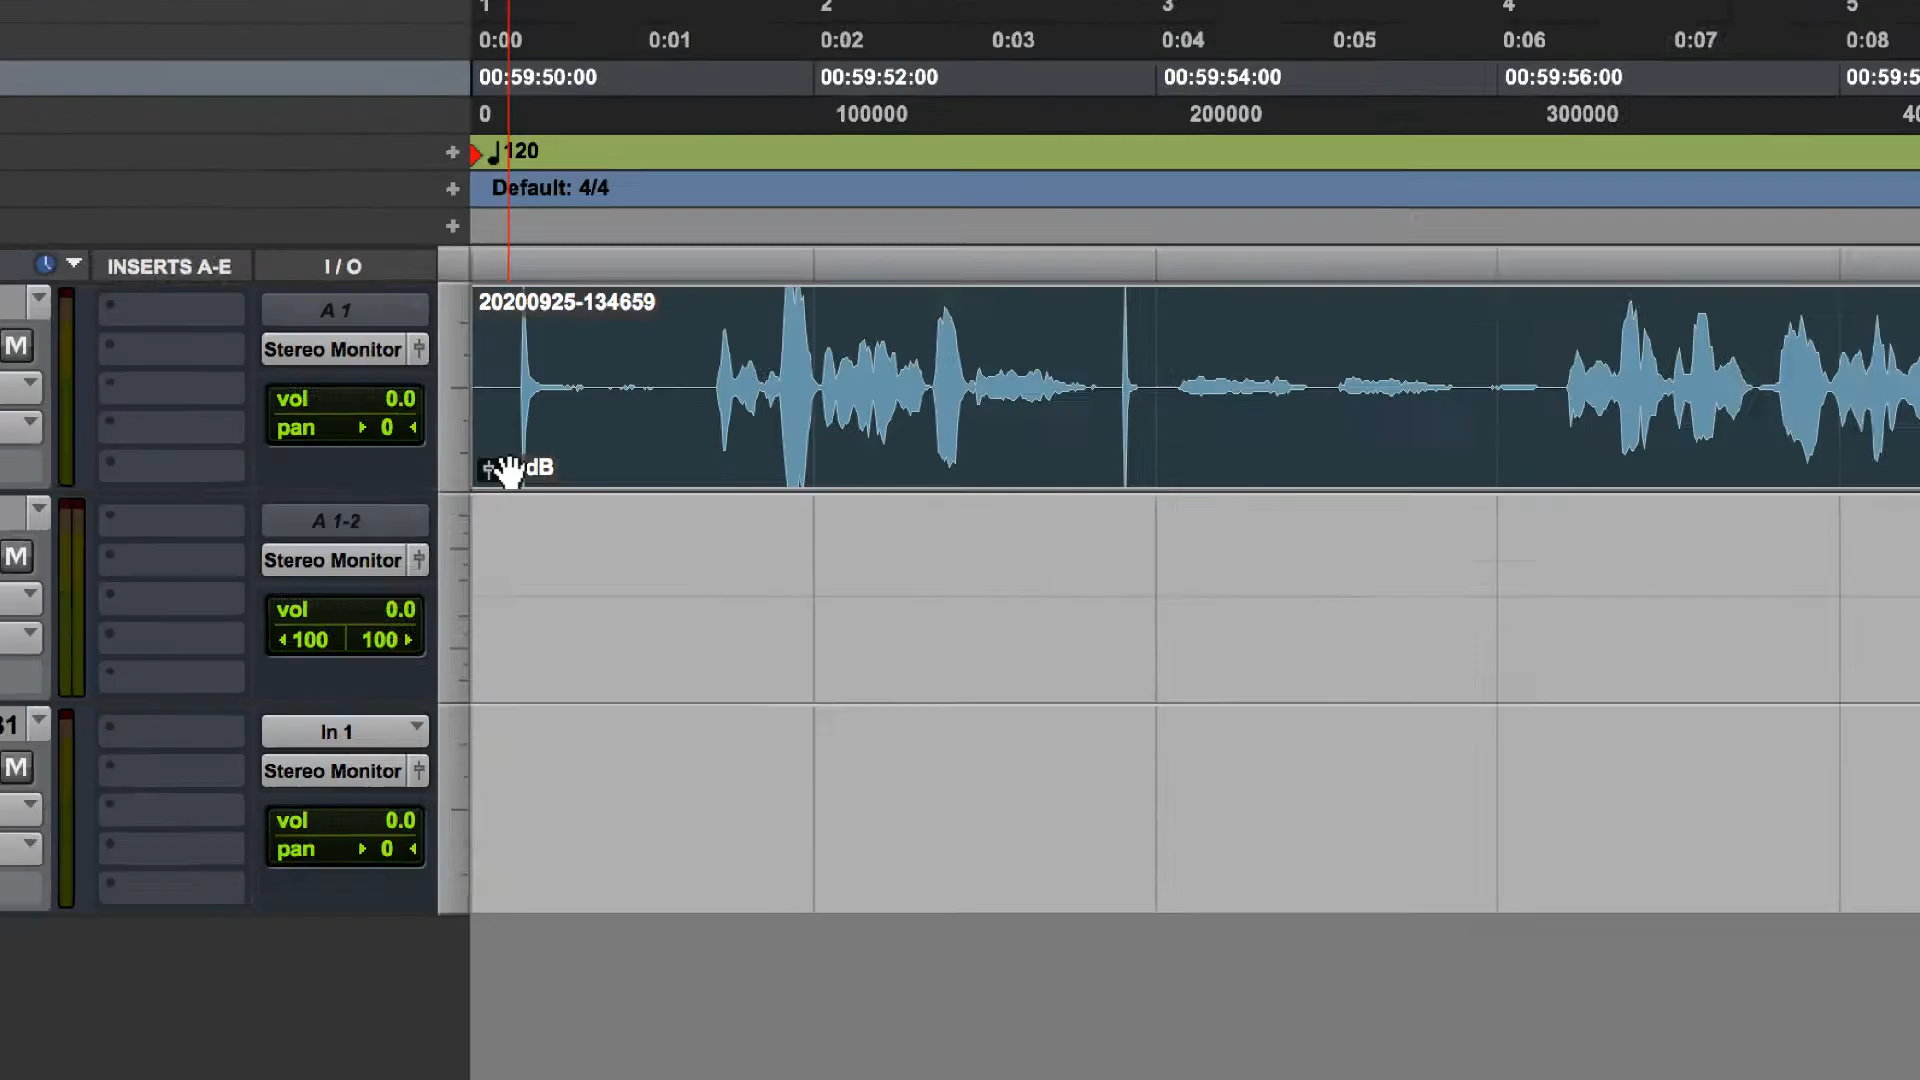 1 2 3 4 5
0:00 0:01 0:02 0:03 0:04 0:05 0:06 0:07 0:08
00:59:50:00 00:59:52:00 00:59:54:00 00:59:56:00 00:59:5
0 100000 200000 300000 40
+ 120
+ Default: 4/4
+
INSERTS A-E I / O
20200925-134659
A 1
M Stereo Monitor
vol 0.0
pan 0
dB
A 1-2
M Stereo Monitor
vol 0.0
100 100
In 1
M Stereo Monitor
vol 0.0
pan 0